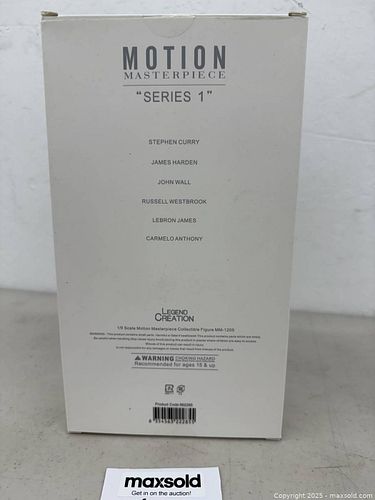 MOTION
MASTERPIECE
"SERIES 1"
STEPHEN CURRY
JAMES HARDEN
JOHN WALL
RUSSELL WESTBROOK
LEBRON JAMES
CARMELO ANTHONY
LEGEND
CREATION
1/9 Scale Motion Masterpiece Collectible Figure MM-1205
WARNING
CHOKING HAZARD
Recommended for ages 15 & up
maxsold
Get in on the auction!
Copyright © 2025 - maxsold.com